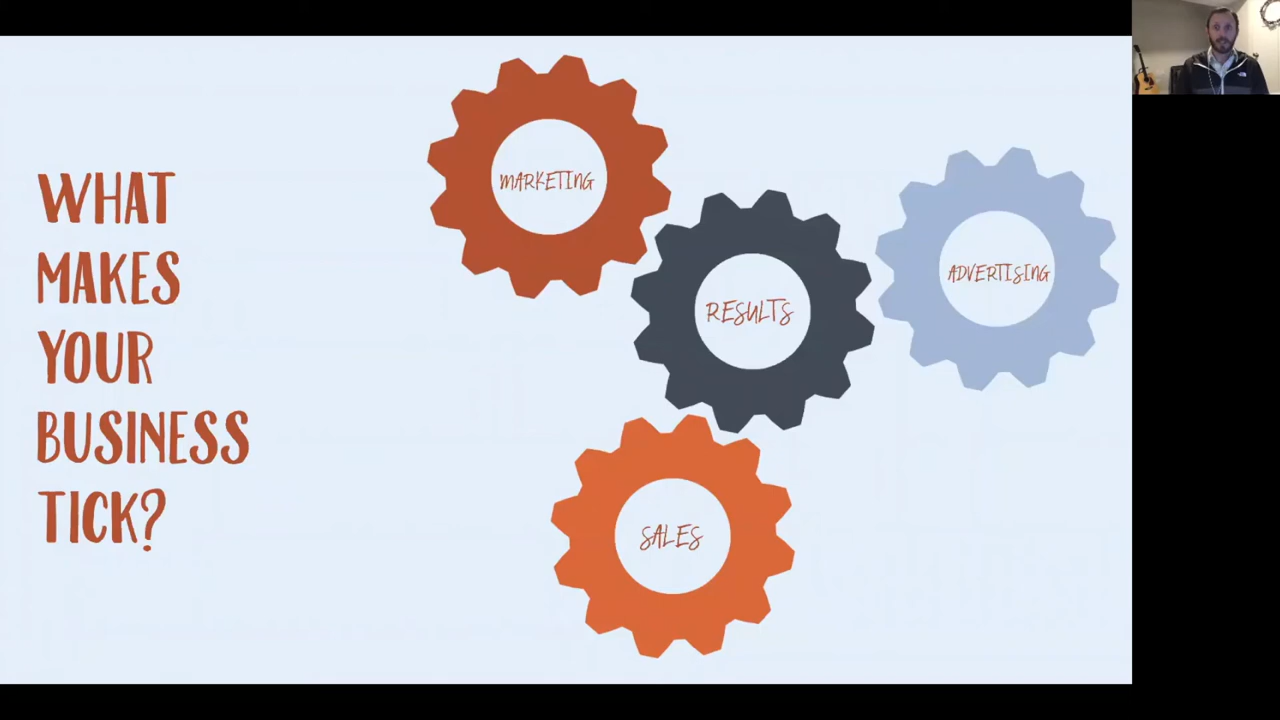 WHAT
MAKES
YOUR
BUSINESS
TICK?
MARKETING
RESULTS
ADVERTISING
SALES